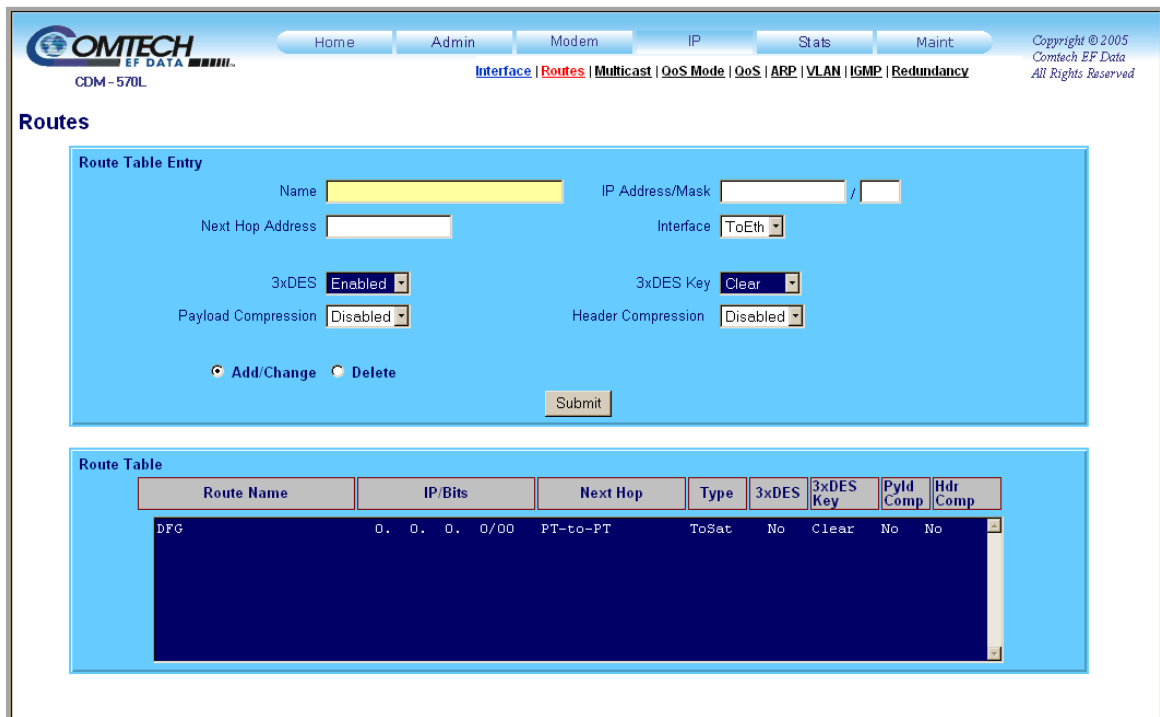 COMTECH
EF DATA
CDM - 570L
Home Admin Modem IP Stats Maint
Interface | Routes | Multicast | QoS Mode | QoS | ARP | VLAN | IGMP | Redundancy
Copyright © 2005
Comtech EF Data
All Rights Reserved
Routes
Route Table Entry
Name IP Address/Mask /
Next Hop Address Interface ToEth
3xDES Enabled 3xDES Key Clear
Payload Compression Disabled Header Compression Disabled
Add/Change Delete
Submit
Route Table
Route Name IP/Bits Next Hop Type 3xDES 3xDES Key Pyld Comp Hdr Comp
DFG 0. 0. 0. 0/00 PT-to-PT ToSat No Clear No No